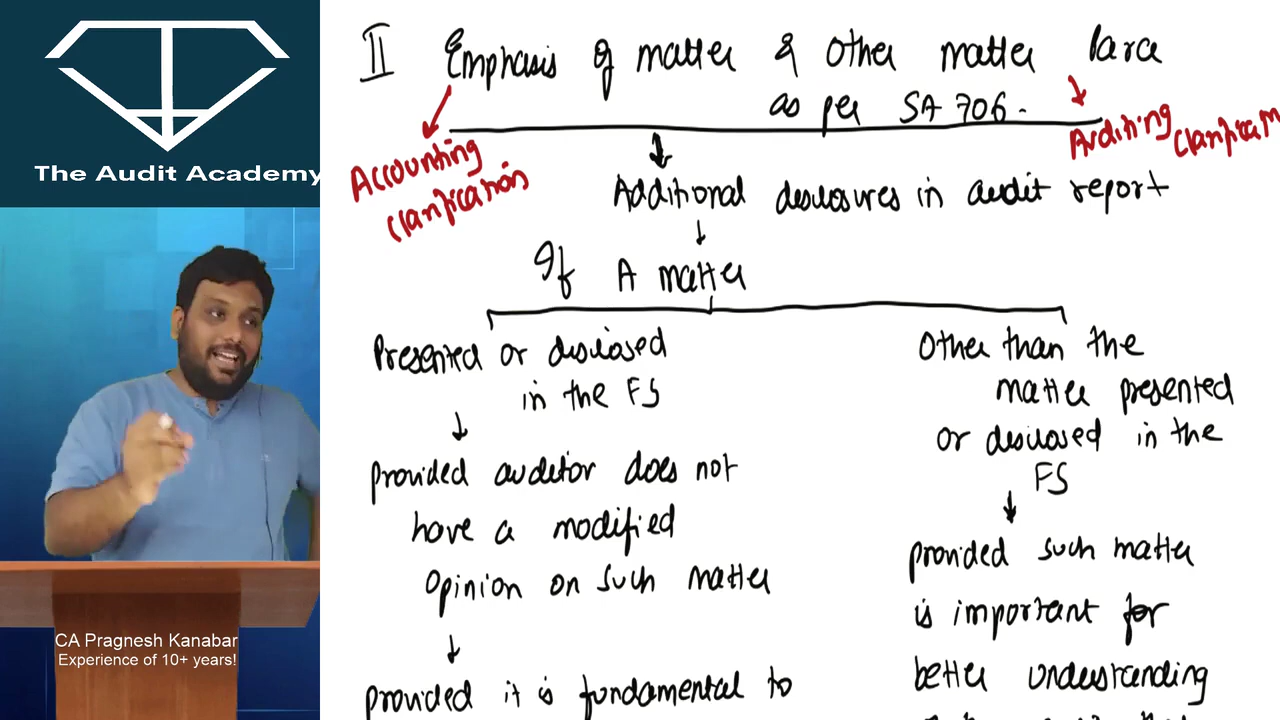 The Audit Academy
CA Pragnesh Kanabar
Experience of 10+ years!
II Emphasis of matter & Other matter Para
as per SA 706.
Accounting
clarification
Auditing
Additional disclosures in audit report
If A matter
Presented or disclosed
in the FS
provided auditor does not
have a modified
Opinion on such matter
provided it is fundamental to
Other than the
matter presented
or disclosed in the
FS
provided such matter
is important for
better understanding